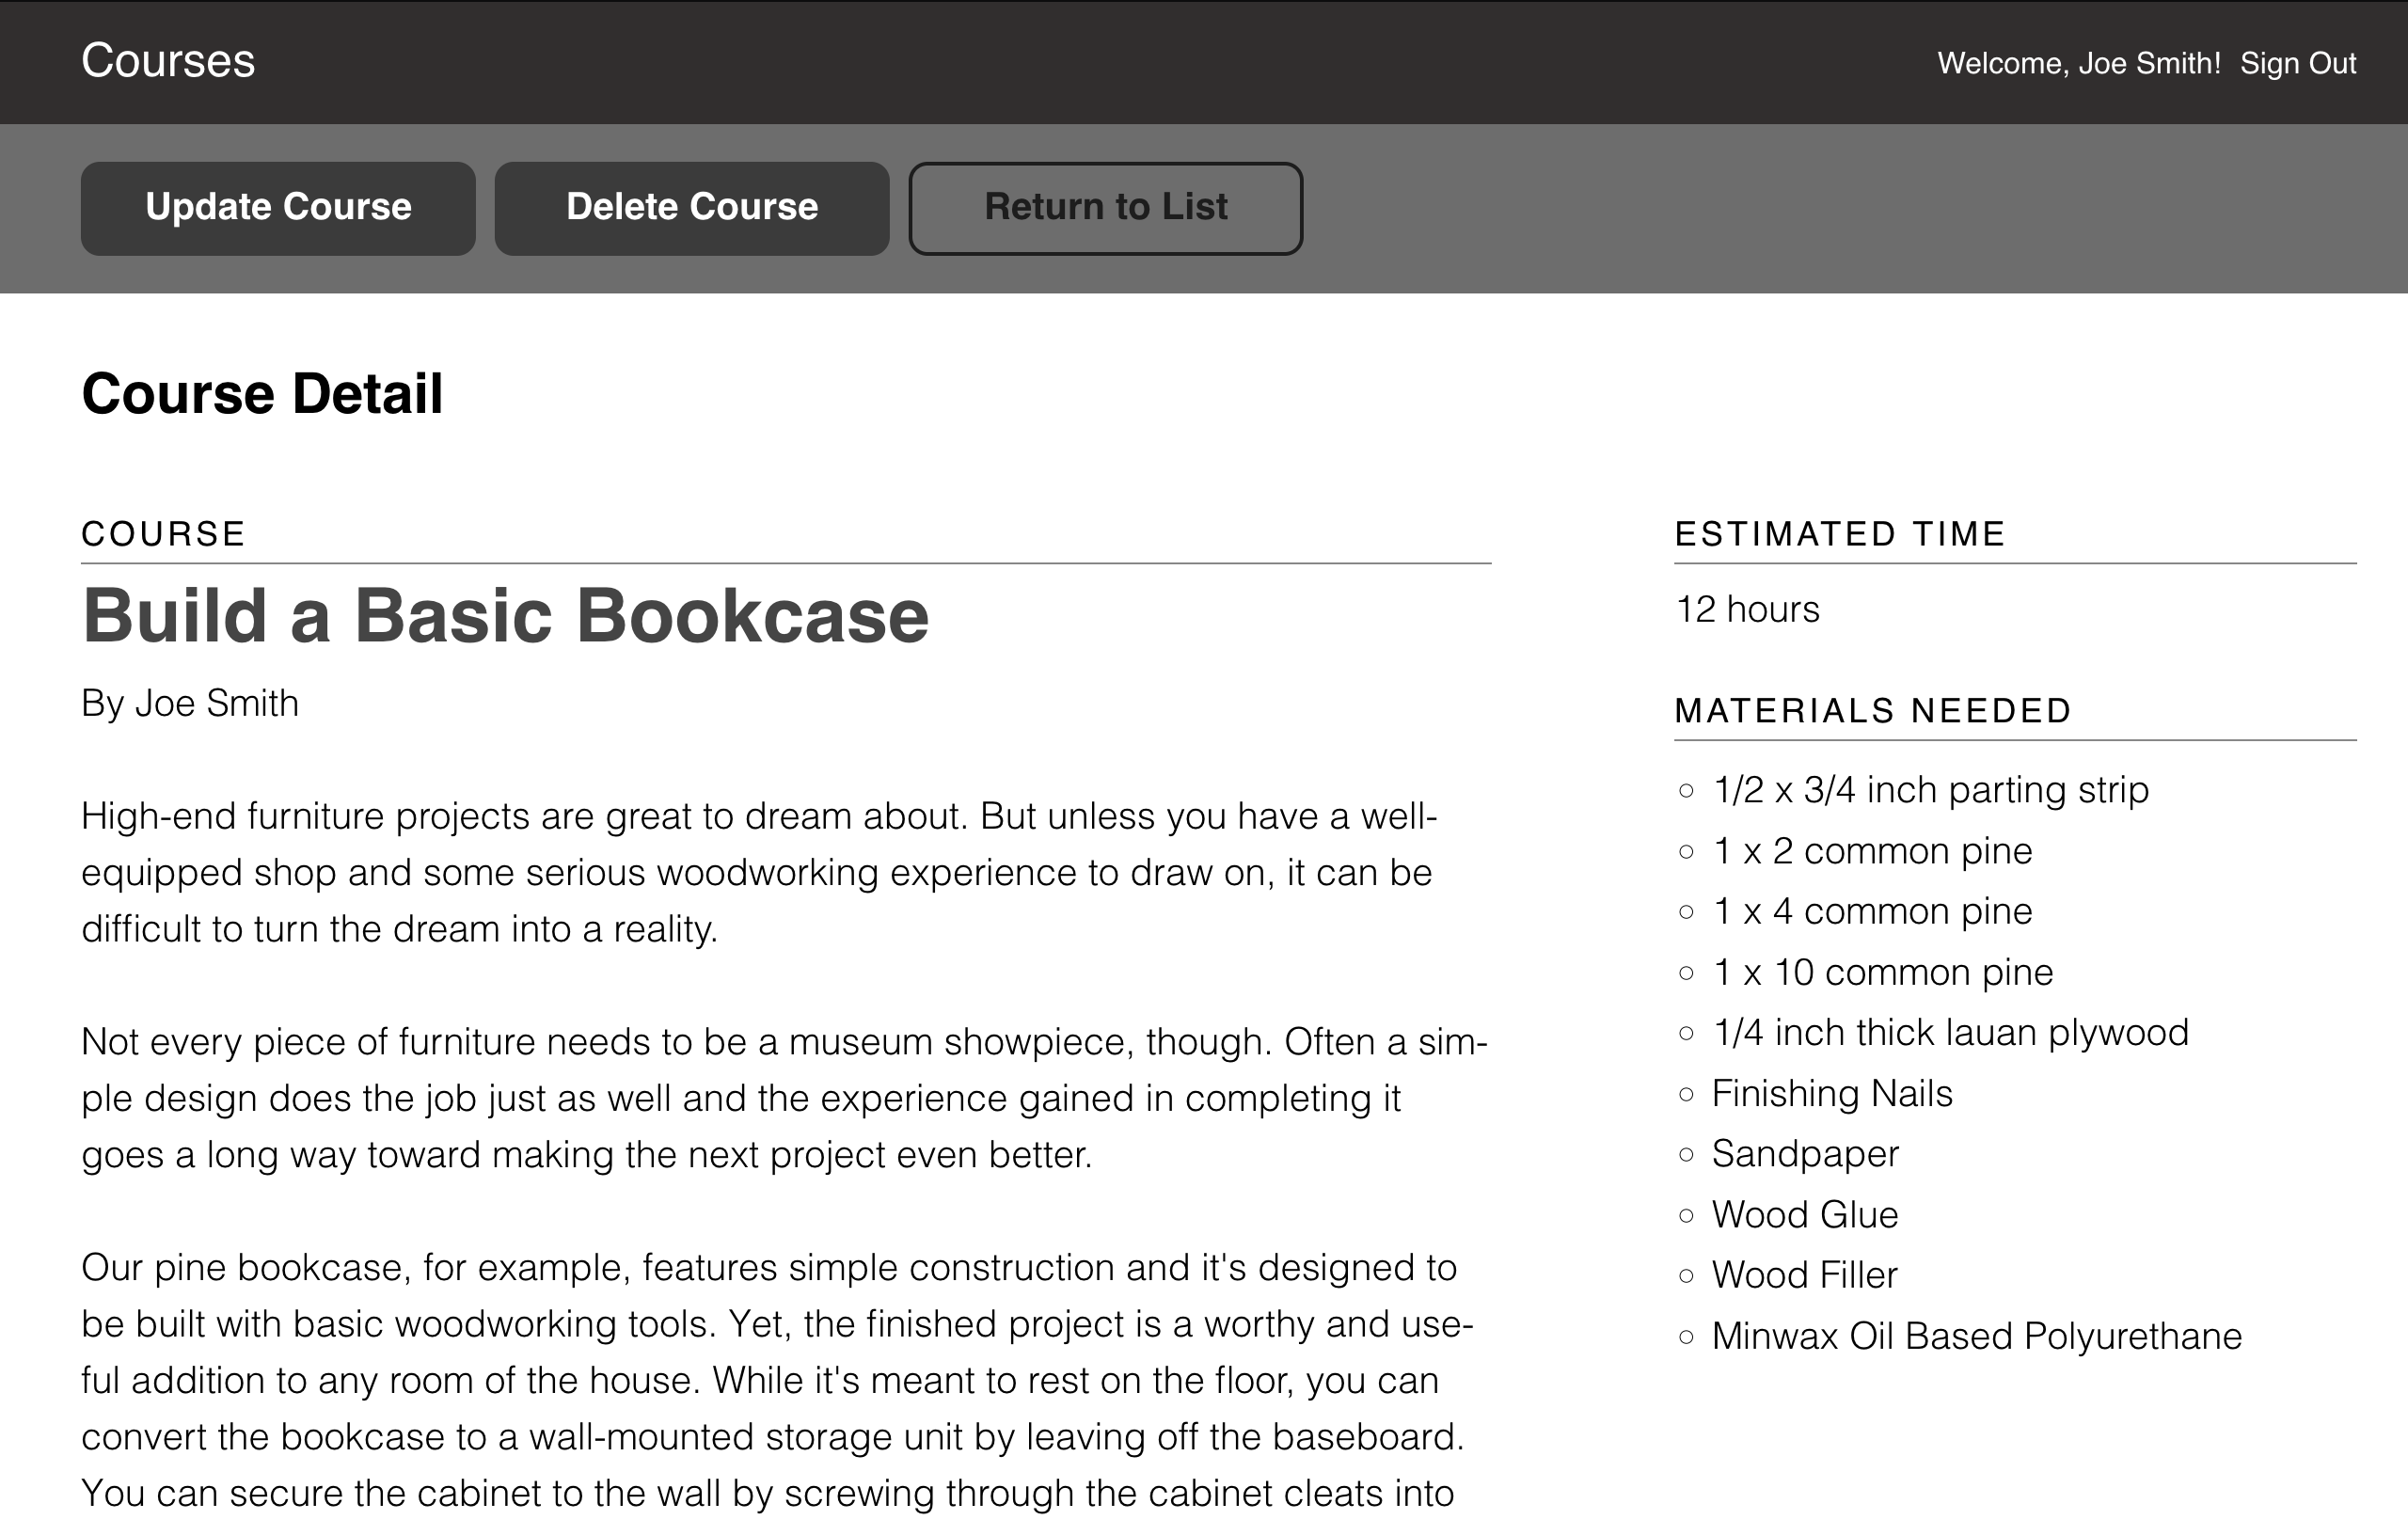 Courses
Welcome, Joe Smith! Sign Out
Update Course
Delete Course
Return to List
Course Detail
COURSE
Build a Basic Bookcase
By Joe Smith
High-end furniture projects are great to dream about. But unless you have a well-
equipped shop and some serious woodworking experience to draw on, it can be
difficult to turn the dream into a reality.
Not every piece of furniture needs to be a museum showpiece, though. Often a sim-
ple design does the job just as well and the experience gained in completing it
goes a long way toward making the next project even better.
Our pine bookcase, for example, features simple construction and it's designed to
be built with basic woodworking tools. Yet, the finished project is a worthy and use-
ful addition to any room of the house. While it's meant to rest on the floor, you can
convert the bookcase to a wall-mounted storage unit by leaving off the baseboard.
You can secure the cabinet to the wall by screwing through the cabinet cleats into
ESTIMATED TIME
12 hours
MATERIALS NEEDED
1/2 x 3/4 inch parting strip
1 x 2 common pine
1 x 4 common pine
1 x 10 common pine
1/4 inch thick lauan plywood
Finishing Nails
Sandpaper
Wood Glue
Wood Filler
Minwax Oil Based Polyurethane